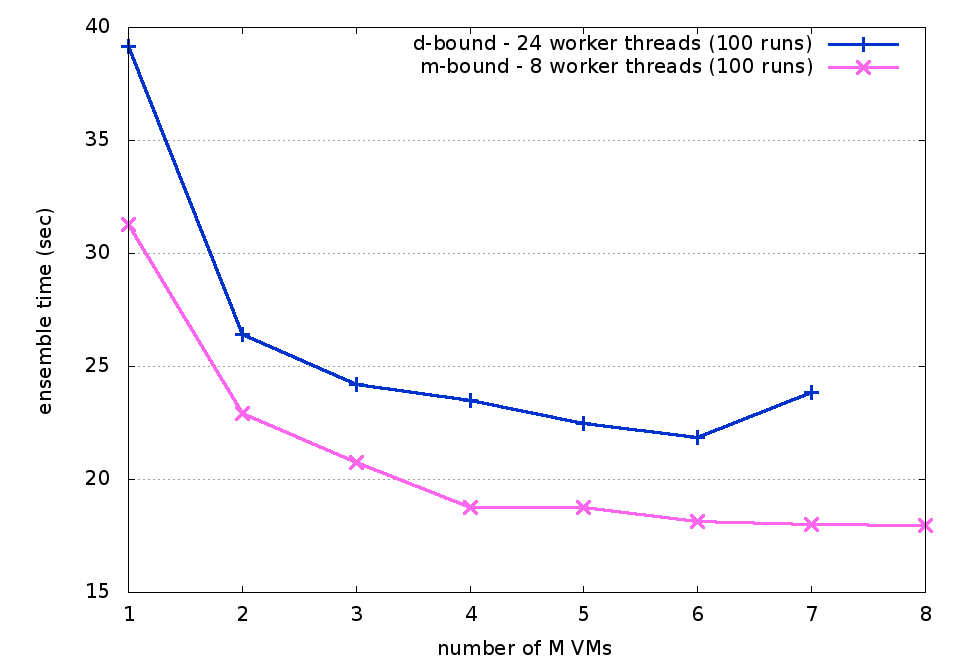 40
35
30
25
20
15
ensemble time (sec)
d-bound - 24 worker threads (100 runs)
m-bound - 8 worker threads (100 runs)
1 2 3 4 5 6 7 8
number of M VMs